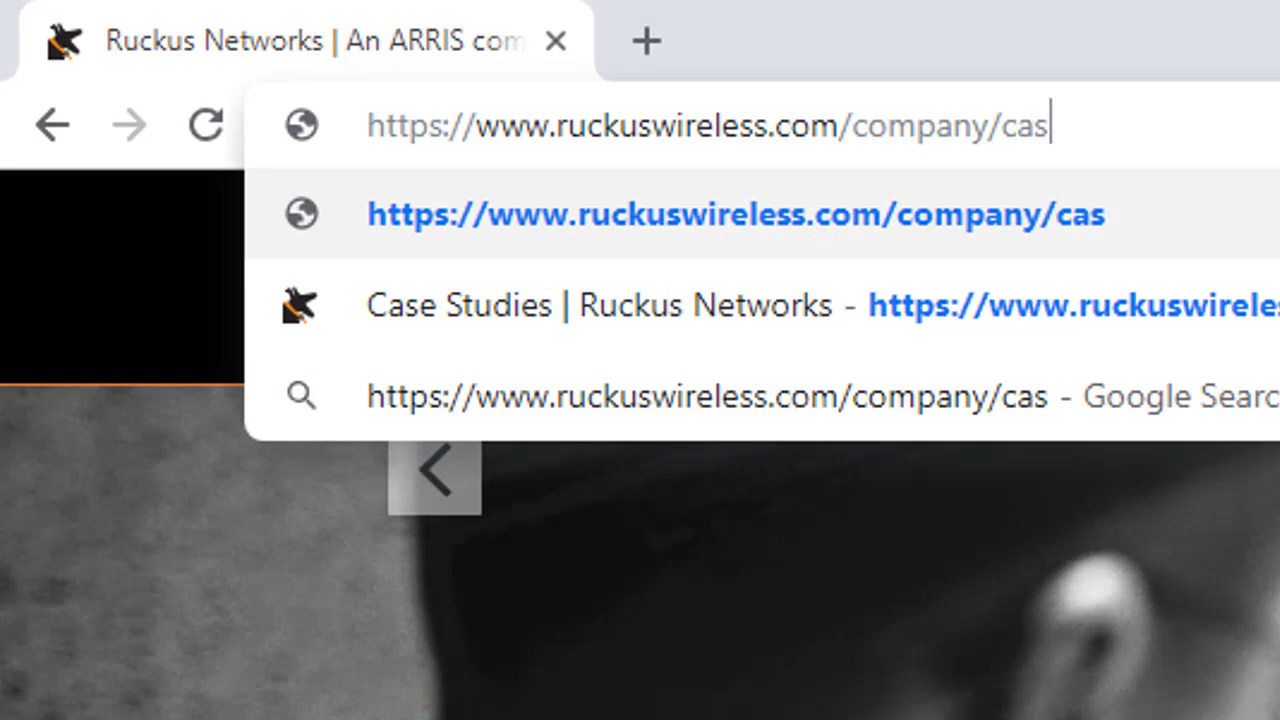 Ruckus Networks | An ARRIS com
https://www.ruckuswireless.com/company/cas
https://www.ruckuswireless.com/company/cas
Case Studies | Ruckus Networks - https://www.ruckuswireles
https://www.ruckuswireless.com/company/cas - Google Searc